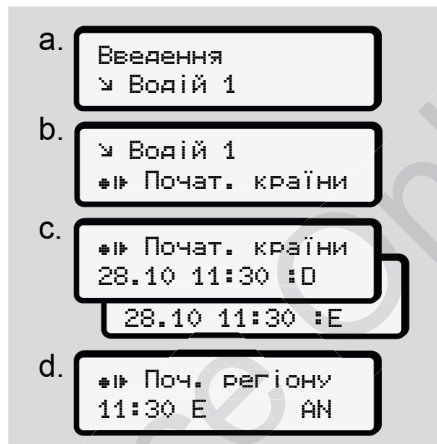 a.
Введення
↘ Водій 1
b.
↘ Водій 1
●I▶ Почат. країни
c.
●I▶ Почат. країни
28.10 11:30 :D
28.10 11:30 :E
d.
●I▶ Поч. регіону
11:30 E AN